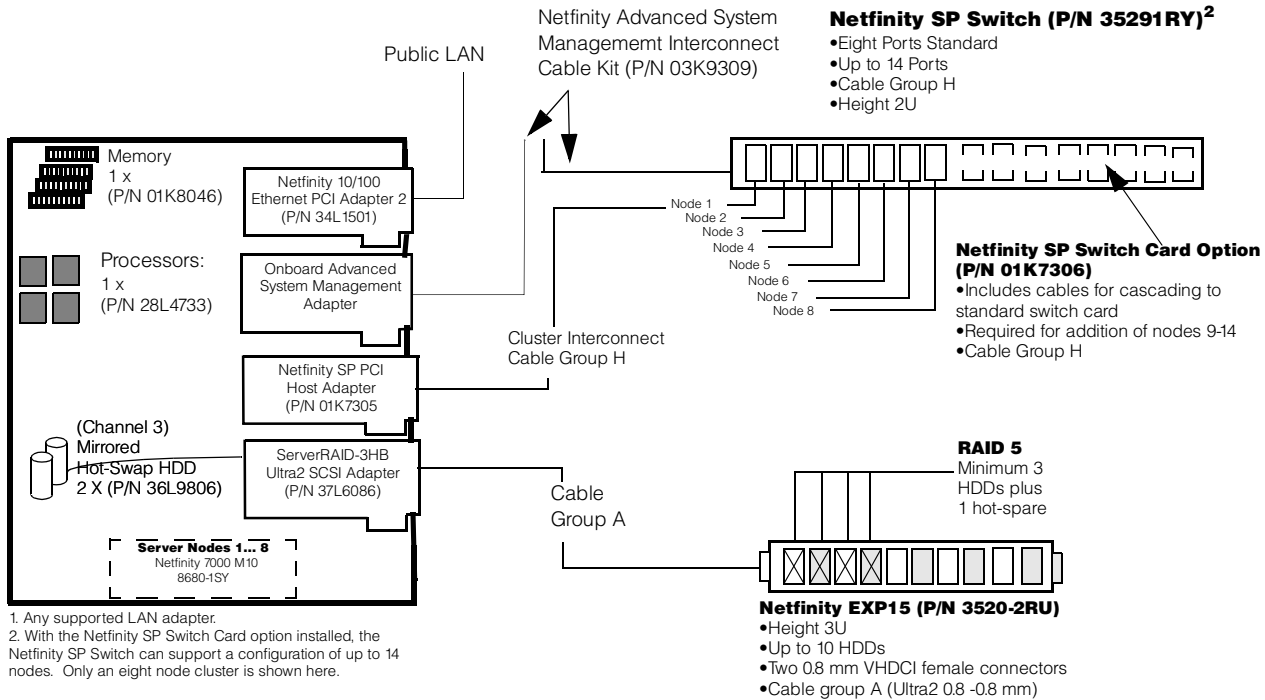 Public LAN
Netfinity Advanced System
Managememt Interconnect
Cable Kit (P/N 03K9309)
Netfinity SP Switch (P/N 35291RY)2
•Eight Ports Standard
•Up to 14 Ports
•Cable Group H
•Height 2U
Memory
1 x
(P/N 01K8046)
Netfinity 10/100
Ethernet PCI Adapter 2
(P/N 34L1501)
Processors:
1 x
(P/N 28L4733)
Onboard Advanced
System Management
Adapter
Node 1
Node 2
Node 3
Node 4
Node 5
Node 6
Node 7
Node 8
Netfinity SP Switch Card Option
(P/N 01K7306)
•Includes cables for cascading to
standard switch card
•Required for addition of nodes 9-14
•Cable Group H
Cluster Interconnect
Cable Group H
Netfinity SP PCI
Host Adapter
(P/N 01K7305
(Channel 3)
Mirrored
Hot-Swap HDD
2 X (P/N 36L9806)
ServerRAID-3HB
Ultra2 SCSI Adapter
(P/N 37L6086)
Cable
Group A
RAID 5
Minimum 3
HDDs plus
1 hot-spare
Server Nodes 1... 8
Netfinity 7000 M10
8680-1SY
Netfinity EXP15 (P/N 3520-2RU)
•Height 3U
•Up to 10 HDDs
•Two 0.8 mm VHDCI female connectors
•Cable group A (Ultra2 0.8 -0.8 mm)
1. Any supported LAN adapter.
2. With the Netfinity SP Switch Card option installed, the
Netfinity SP Switch can support a configuration of up to 14
nodes. Only an eight node cluster is shown here.